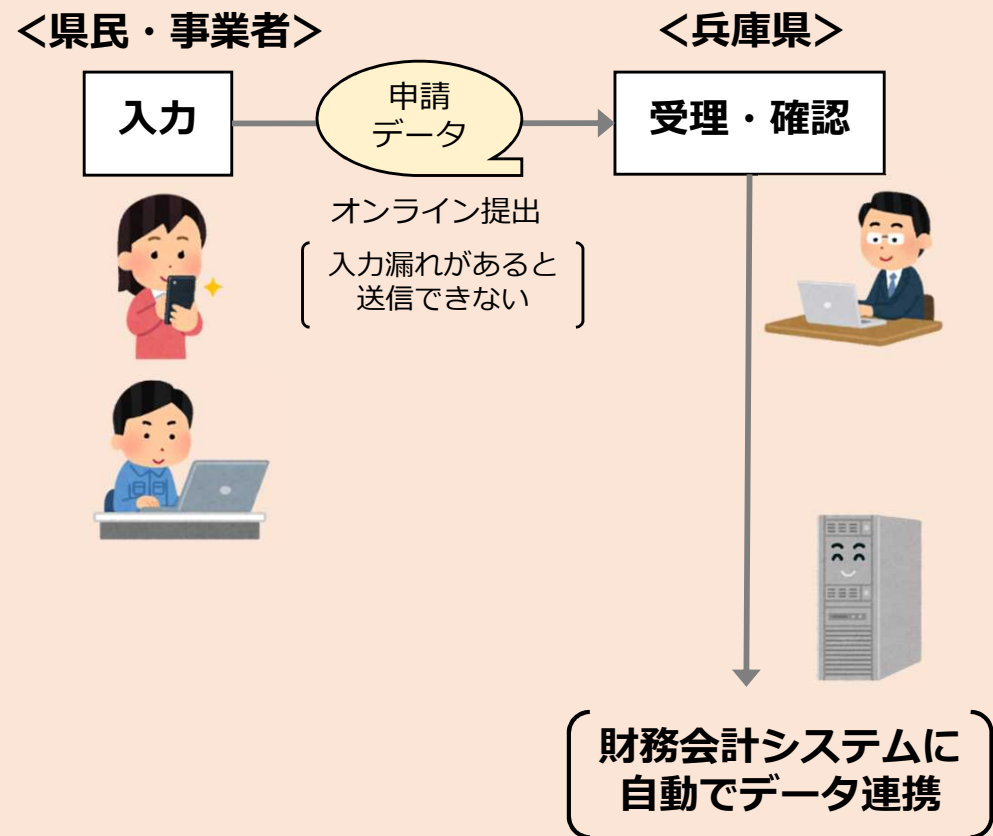 ＜県民・事業者＞
＜兵庫県＞
入力
申請
データ
受理・確認
オンライン提出
入力漏れがあると
送信できない
財務会計システムに
自動でデータ連携